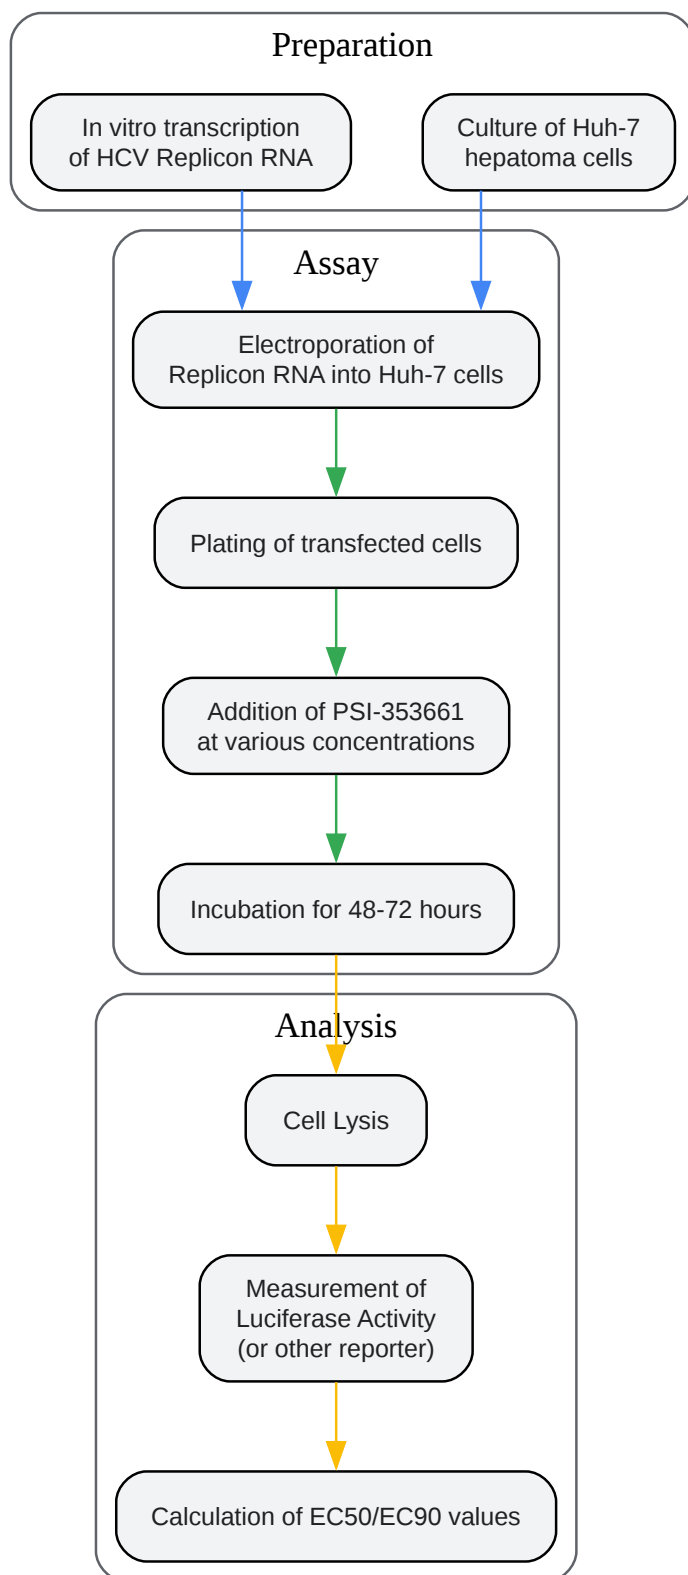 Preparation
In vitro transcription
of HCV Replicon RNA
Culture of Huh-7
hepatoma cells
Assay
Electroporation of
Replicon RNA into Huh-7 cells
Plating of transfected cells
Addition of PSI-353661
at various concentrations
Incubation for 48-72 hours
Analysis
Cell Lysis
Measurement of
Luciferase Activity
(or other reporter)
Calculation of EC50/EC90 values